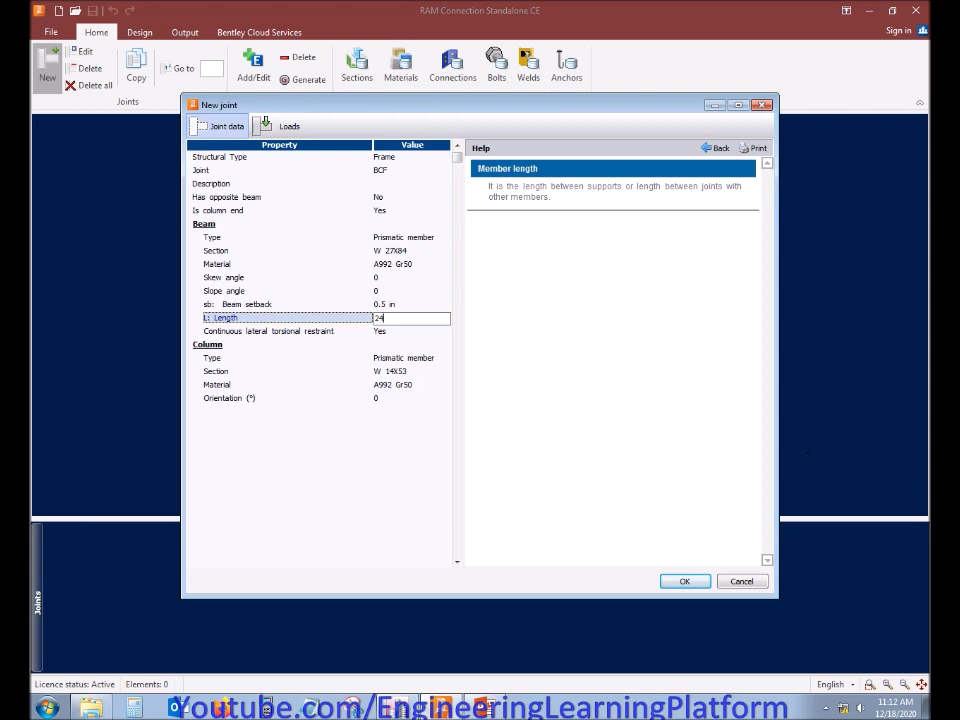 RAM Connection Standalone CE
File Home Design Output Bentley Cloud Services Sign in
New Edit Delete Delete all Copy Go to Add/Edit Delete Generate Sections Materials Connections Bolts Welds Anchors
Joints
New joint
Joint data Loads
Property Value
Structural Type Frame
Joint BCF
Description
Has opposite beam No
Is column end Yes
Beam
Type Prismatic member
Section W 27X84
Material A992 Gr50
Skew angle 0
Slope angle 0
sb: Beam setback 0.5 in
L: Length 24
Continuous lateral torsional restraint Yes
Column
Type Prismatic member
Section W 14X53
Material A992 Gr50
Orientation (°) 0
Help Back Print
Member length
It is the length between supports or length between joints with
other members.
OK Cancel
Joints
Licence status: Active Elements: 0 English
Youtube.com/EngineeringLearningPlatform
11:12 AM
12/18/2020